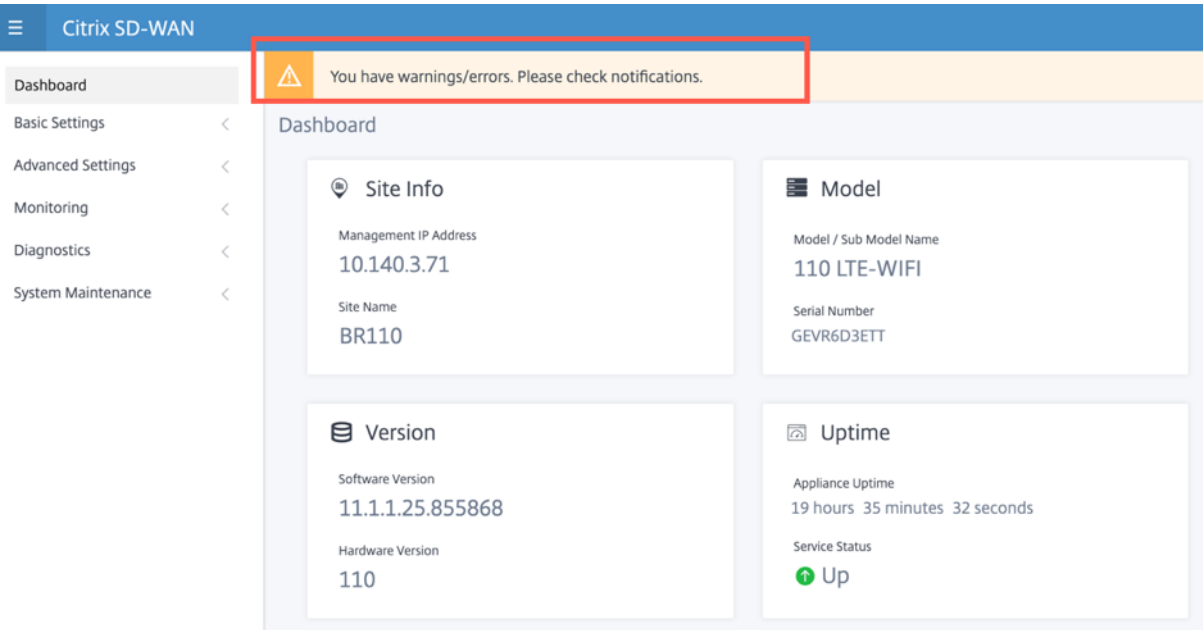 Citrix SD-WAN
You have warnings/errors. Please check notifications.
Dashboard
Basic Settings
Advanced Settings
Monitoring
Diagnostics
System Maintenance
Dashboard
Site Info
Management IP Address
10.140.3.71
Site Name
BR110
Model
Model / Sub Model Name
110 LTE-WIFI
Serial Number
GEVR6D3ETT
Version
Software Version
11.1.1.25.855868
Hardware Version
110
Uptime
Appliance Uptime
19 hours 35 minutes 32 seconds
Service Status
Up